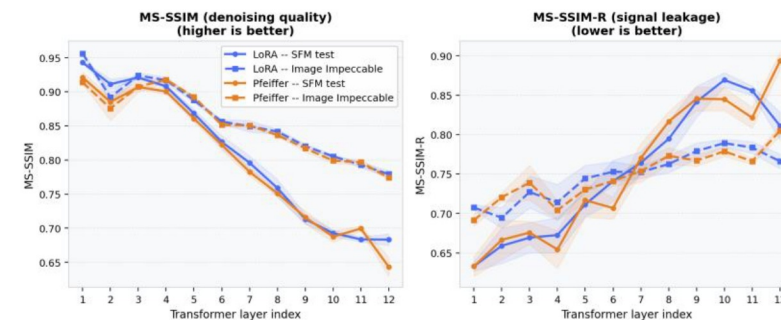 MS-SSIM (denoising quality)
(higher is better)
MS-SSIM
0.95
0.90
0.85
0.80
0.75
0.70
0.65
LoRA -- SFM test
LoRA -- Image Impeccable
Pfeiffer -- SFM test
Pfeiffer -- Image Impeccable
1 2 3 4 5 6 7 8 9 10 11 12
Transformer layer index
MS-SSIM-R (signal leakage)
(lower is better)
MS-SSIM-R
0.90
0.85
0.80
0.75
0.70
0.65
1 2 3 4 5 6 7 8 9 10 11
Transformer layer index